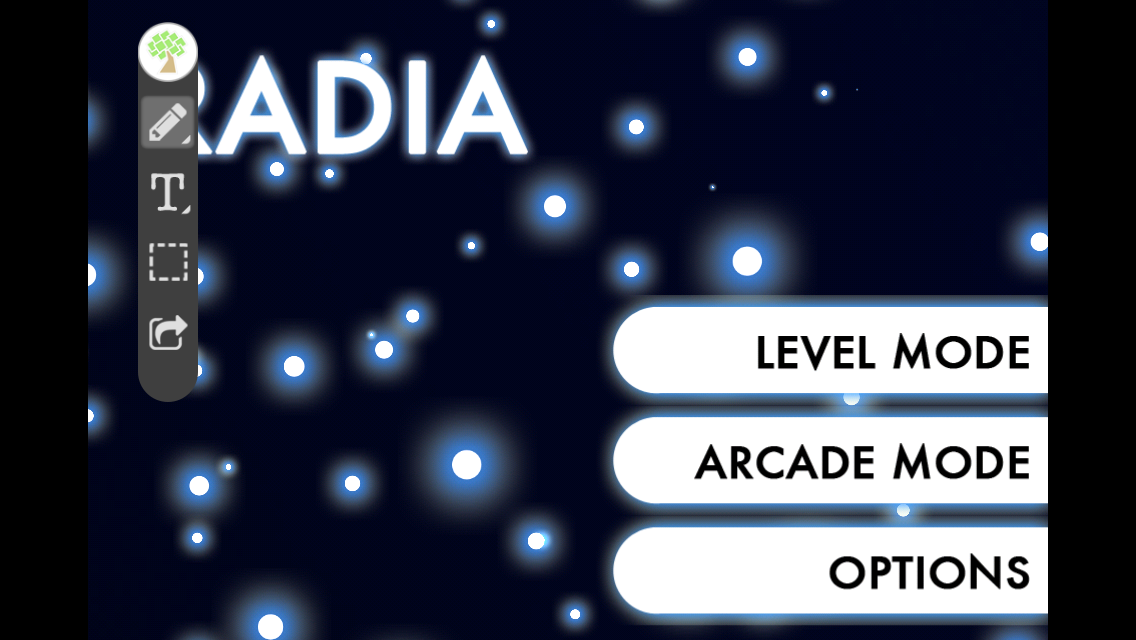 RADIA
T
LEVEL MODE
ARCADE MODE
OPTIONS